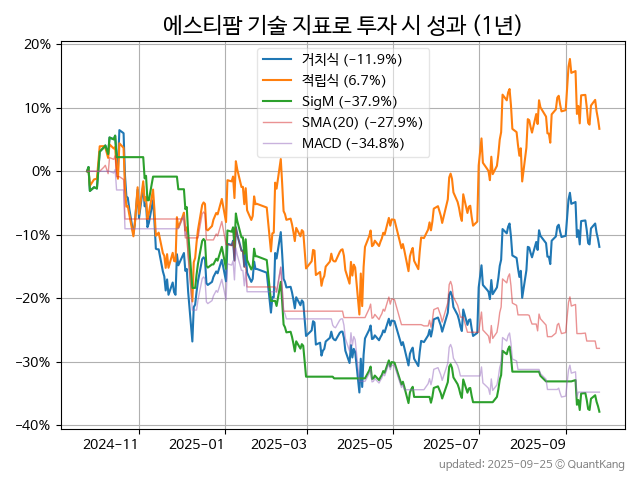 에스티팜 기술 지표로 투자 시 성과 (1년)
20%
10%
0%
−10%
−20%
−30%
−40%
거치식 (−11.9%)
적립식 (6.7%)
SigM (−37.9%)
SMA(20) (−27.9%)
MACD (−34.8%)
2024-11
2025-01
2025-03
2025-05
2025-07
2025-09
updated: 2025-09-25 ⓒ QuantKang